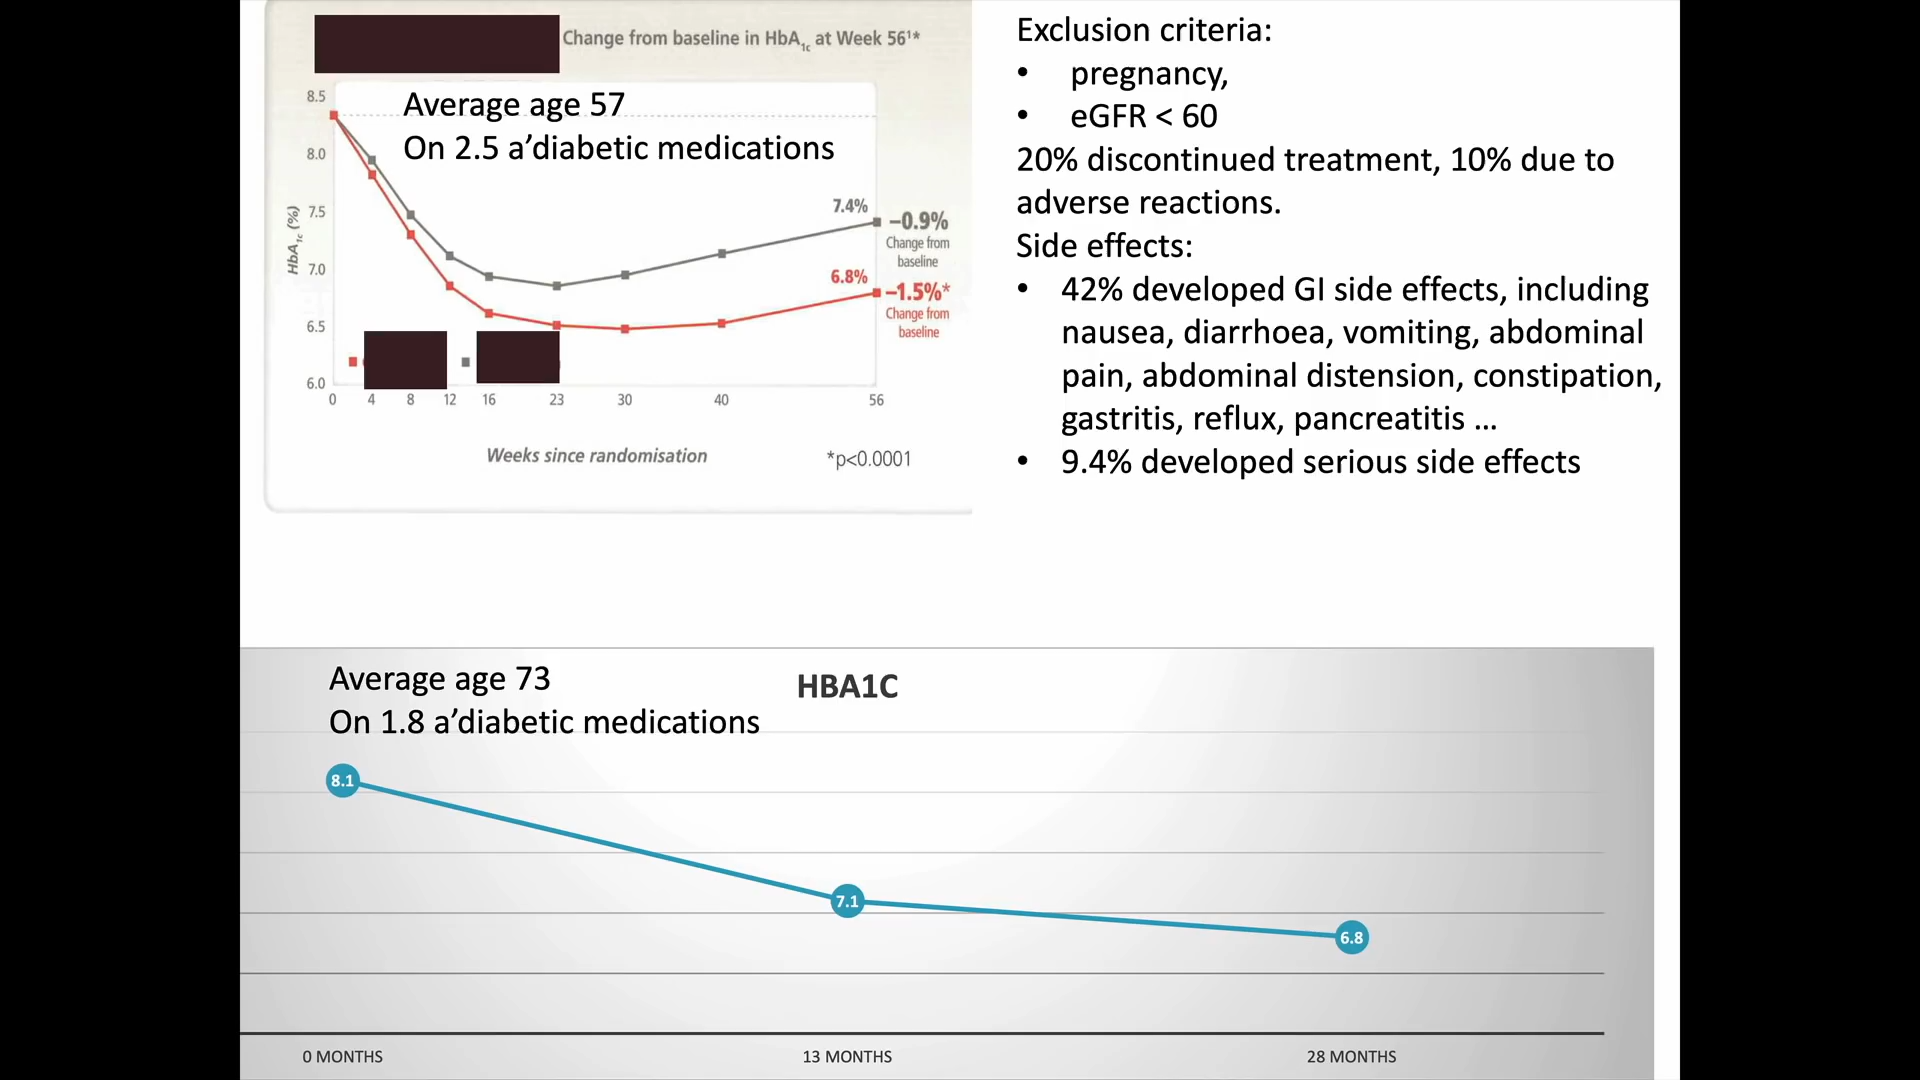 Change from baseline in HbA1c at Week 56¹*
8.5
8.0
7.5
7.0
6.5
6.0
HbA1c (%)
Average age 57
On 2.5 a’diabetic medications
7.4%
–0.9%
Change from
baseline
6.8%
–1.5%*
Change from
baseline
0 4 8 12 16 23 30 40 56
Weeks since randomisation
*p<0.0001
Exclusion criteria:
• pregnancy,
• eGFR < 60
20% discontinued treatment, 10% due to
adverse reactions.
Side effects:
• 42% developed GI side effects, including
nausea, diarrhoea, vomiting, abdominal
pain, abdominal distension, constipation,
gastritis, reflux, pancreatitis ...
• 9.4% developed serious side effects
Average age 73
On 1.8 a’diabetic medications
HBA1C
8.1
7.1
6.8
0 MONTHS 13 MONTHS 28 MONTHS